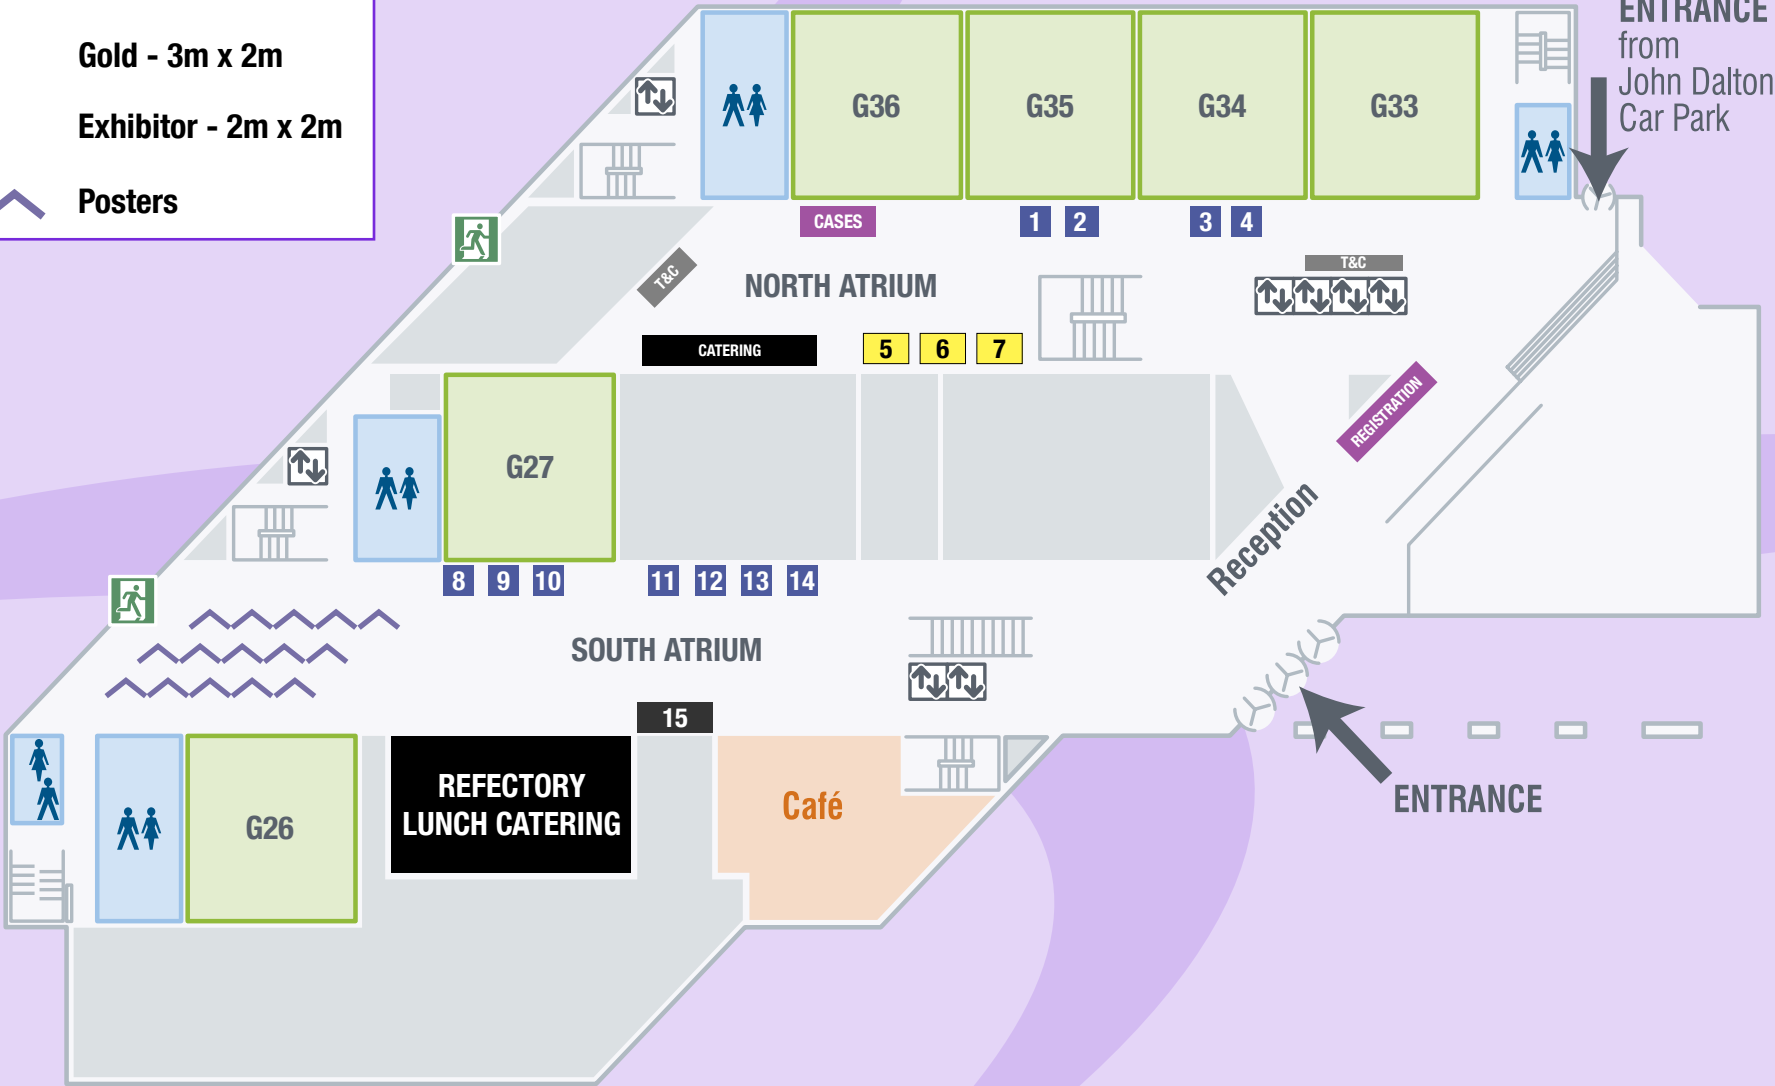 Gold - 3m x 2m
Exhibitor - 2m x 2m
Posters
ENTRANCE
from
John Dalton
Car Park
G36
G35
G34
G33
CASES
1
2
3
4
T&C
T&C
NORTH ATRIUM
CATERING
5
6
7
REGISTRATION
G27
Reception
8
9
10
11
12
13
14
SOUTH ATRIUM
15
REFECTORY
LUNCH CATERING
Café
G26
ENTRANCE